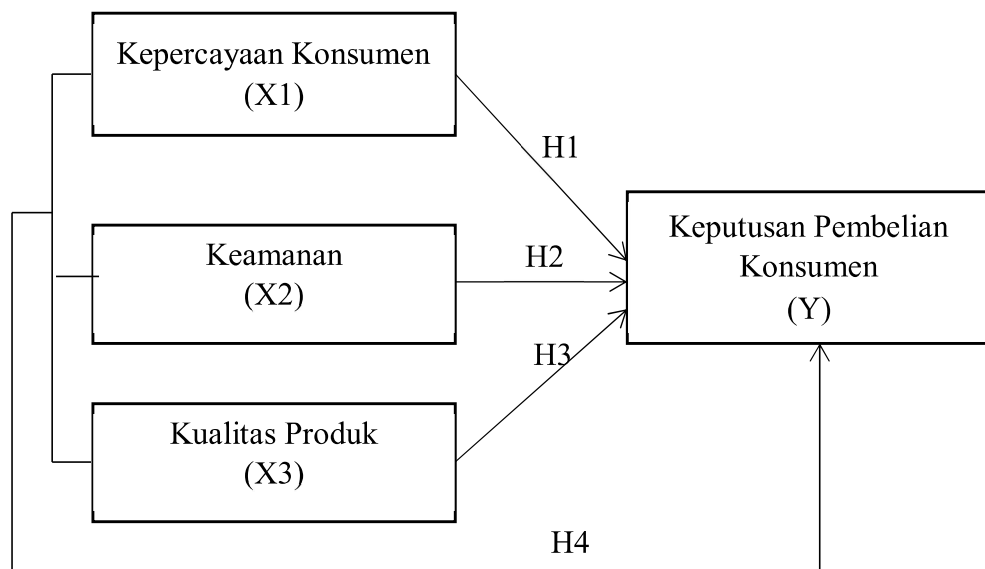 Kepercayaan Konsumen
(X1)
H1
Keamanan
(X2)
H2
Keputusan Pembelian
Konsumen
(Y)
H3
Kualitas Produk
(X3)
H4